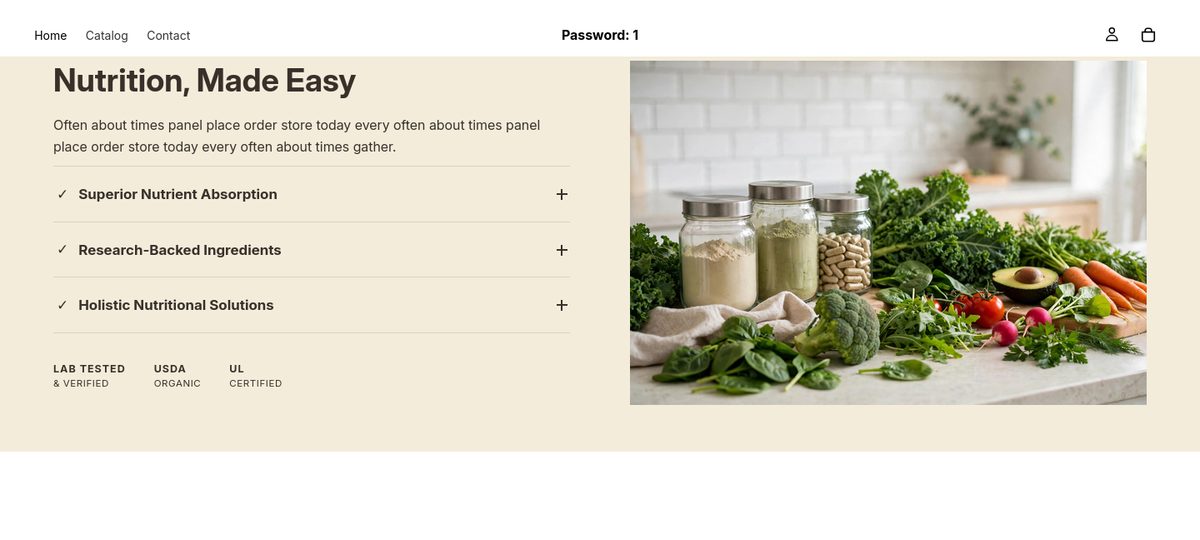 Home Catalog Contact
Password: 1
Nutrition, Made Easy
Often about times panel place order store today every often about times panel
place order store today every often about times gather.
✓ Superior Nutrient Absorption +
✓ Research-Backed Ingredients +
✓ Holistic Nutritional Solutions +
LAB TESTED
& VERIFIED
USDA
ORGANIC
UL
CERTIFIED